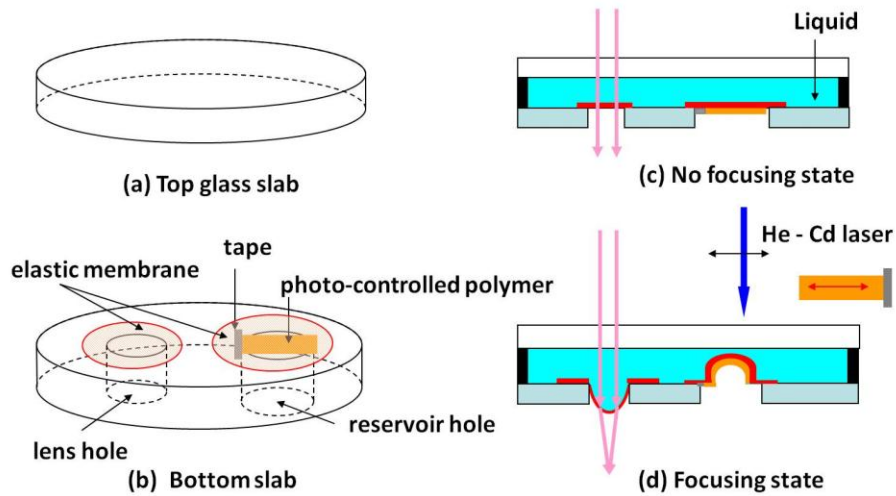 (a) Top glass slab
tape
elastic membrane
photo-controlled polymer
lens hole
reservoir hole
(b) Bottom slab
Liquid
(c) No focusing state
He - Cd laser
(d) Focusing state